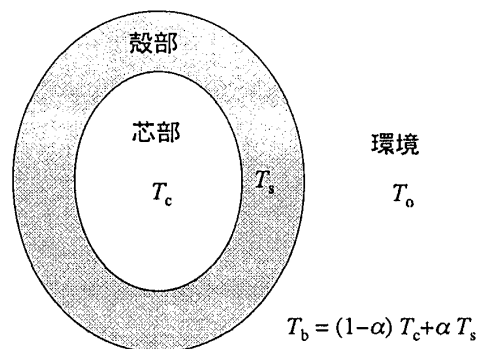 殻部
芯部
環境
T_c
T_s
T_o
T_b = (1−α) T_c+α T_s